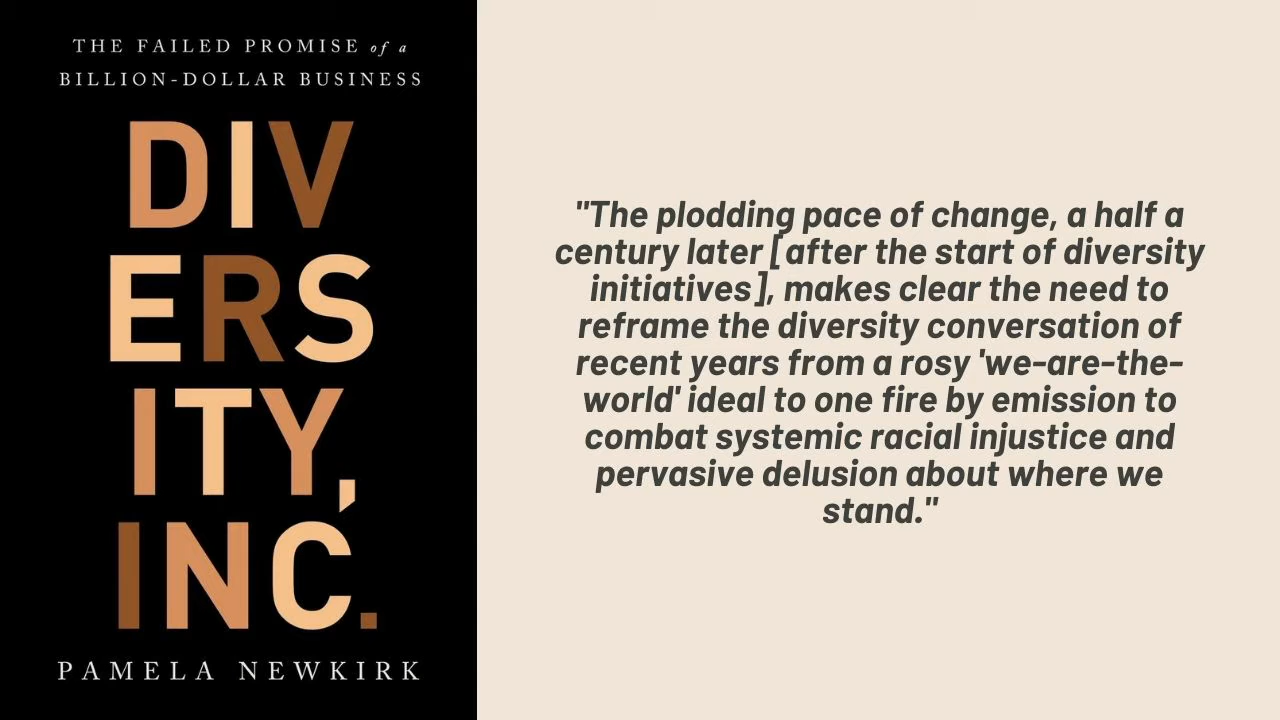 THE FAILED PROMISE of a
BILLION-DOLLAR BUSINESS
DIV
ERS
ITY,
INC.
PAMELA NEWKIRK
"The plodding pace of change, a half a
century later [after the start of diversity
initiatives], makes clear the need to
reframe the diversity conversation of
recent years from a rosy 'we-are-the-
world' ideal to one fire by emission to
combat systemic racial injustice and
pervasive delusion about where we
stand."